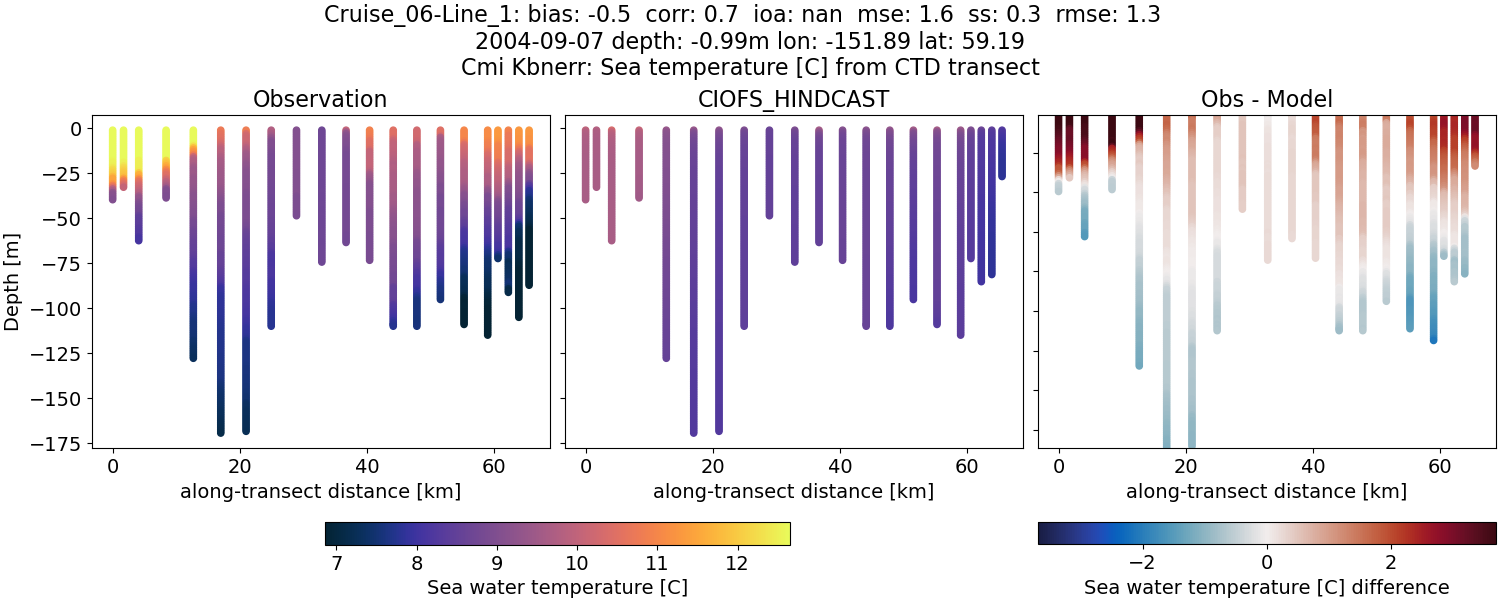 Cruise_06-Line_1: bias: -0.5  corr: 0.7  ioa: nan  mse: 1.6  ss: 0.3  rmse: 1.3
2004-09-07 depth: -0.99m lon: -151.89 lat: 59.19
Cmi Kbnerr: Sea temperature [C] from CTD transect
Observation
CIOFS_HINDCAST
Obs - Model
Depth [m]
0
−25
−50
−75
−100
−125
−150
−175
0 20 40 60
0 20 40 60
0 20 40 60
along-transect distance [km]
along-transect distance [km]
along-transect distance [km]
7 8 9 10 11 12
Sea water temperature [C]
−2 0 2
Sea water temperature [C] difference